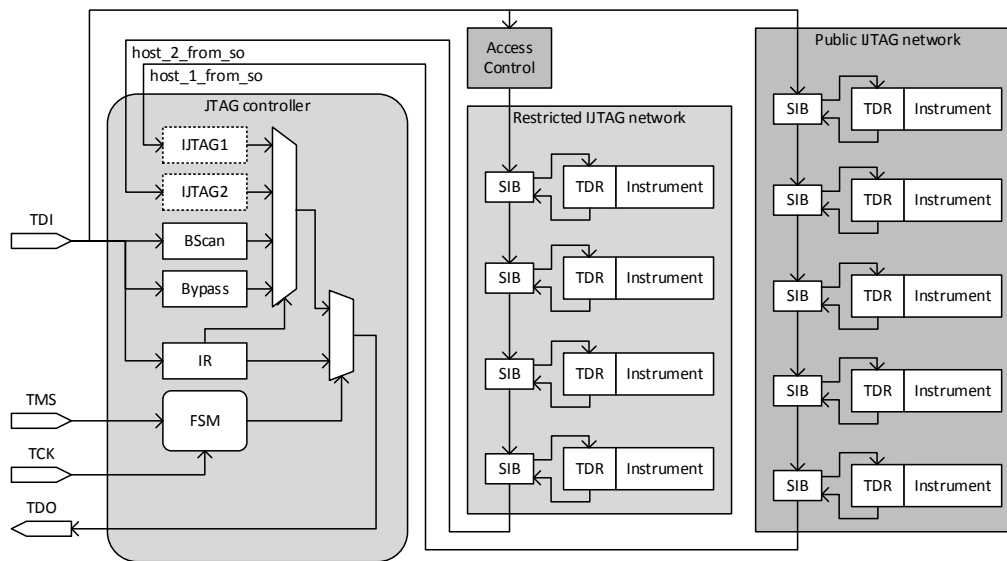 host_2_from_so
host_1_from_so
JTAG controller
IJTAG1
IJTAG2
BScan
Bypass
IR
FSM
TDI
TMS
TCK
TDO
Access
Control
Restricted IJTAG network
SIB
TDR
Instrument
SIB
TDR
Instrument
SIB
TDR
Instrument
SIB
TDR
Instrument
Public IJTAG network
SIB
TDR
Instrument
SIB
TDR
Instrument
SIB
TDR
Instrument
SIB
TDR
Instrument
SIB
TDR
Instrument